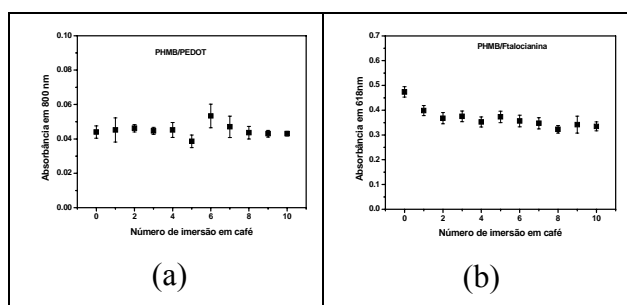 PHMB/PEDOT
Absorbância em 800 nm
0.10
0.08
0.06
0.04
0.02
0.00
0 2 4 6 8 10
Número de imersão em café
(a)
PHMB/Ftalocianina
Absorbância em 618nm
0.7
0.6
0.5
0.4
0.3
0.2
0.1
0.0
0 2 4 6 8 10
Número de imersão em café
(b)